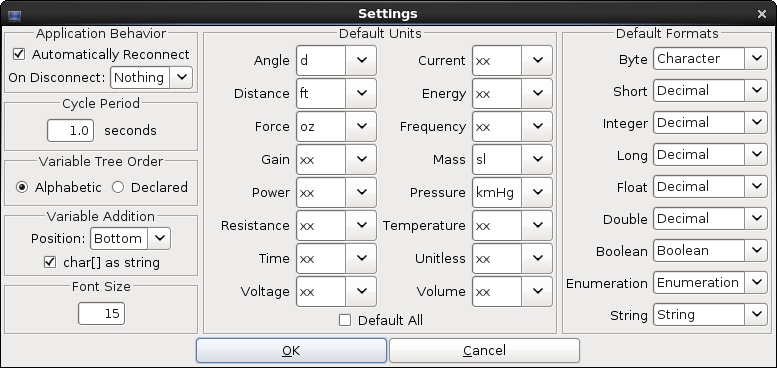 Settings
Application Behavior
Automatically Reconnect
On Disconnect: Nothing
Cycle Period
1.0 seconds
Variable Tree Order
Alphabetic Declared
Variable Addition
Position: Bottom
char[] as string
Font Size
15
Default Units
Angle d Current xx
Distance ft Energy xx
Force oz Frequency xx
Gain xx Mass sl
Power xx Pressure kmHg
Resistance xx Temperature xx
Time xx Unitless xx
Voltage xx Volume xx
Default All
Default Formats
Byte Character
Short Decimal
Integer Decimal
Long Decimal
Float Decimal
Double Decimal
Boolean Boolean
Enumeration Enumeration
String String
OK Cancel